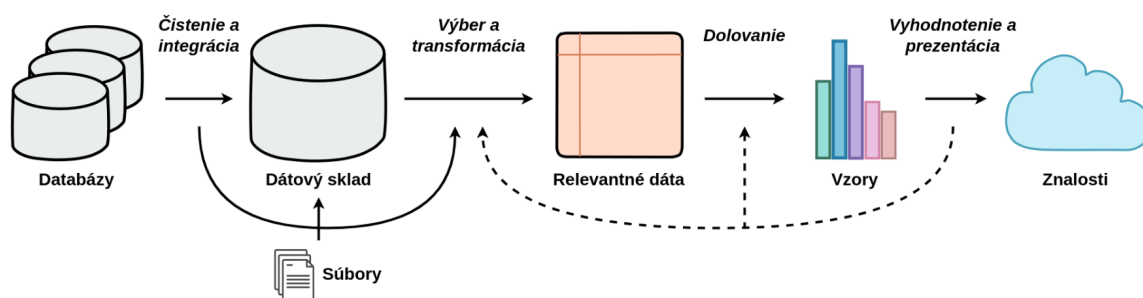 Čistenie a
integrácia
Výber a
transformácia
Dolovanie
Vyhodnotenie a
prezentácia
Databázy
Dátový sklad
Relevantné dáta
Vzory
Znalosti
Súbory